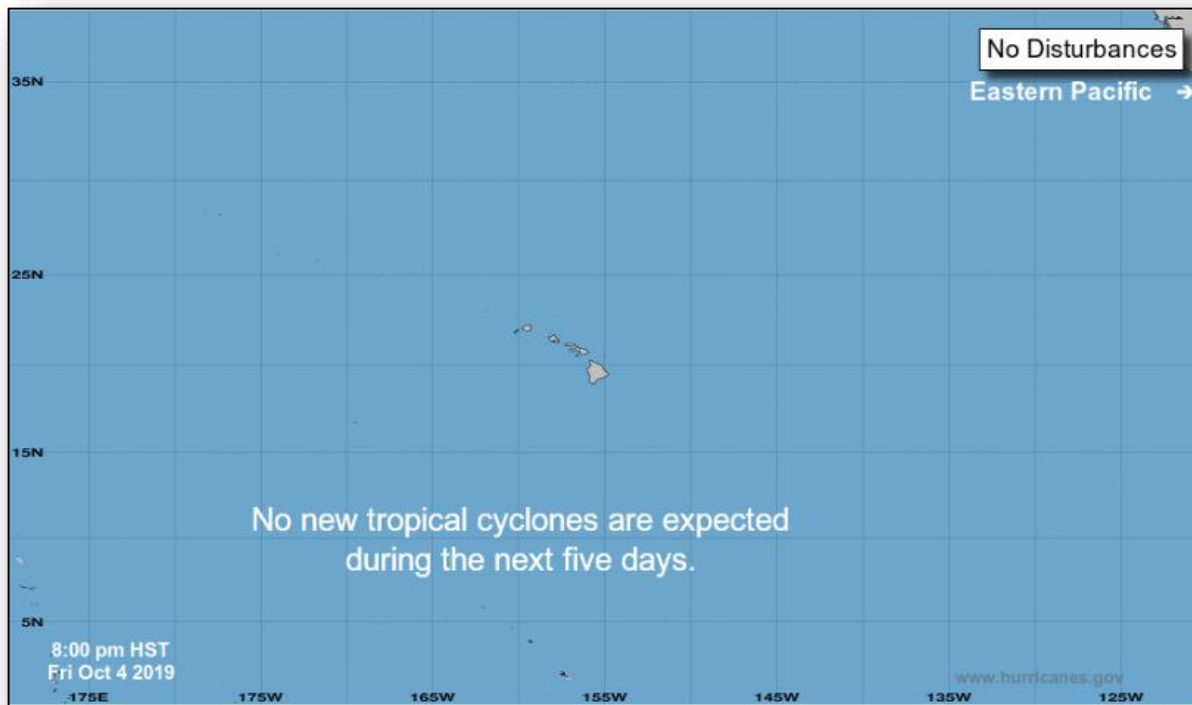 No Disturbances
Eastern Pacific →
35N
25N
15N
No new tropical cyclones are expected
during the next five days.
5N
8:00 pm HST
Fri Oct 4 2019
www.hurricanes.gov
175E
175W
165W
155W
145W
135W
125W